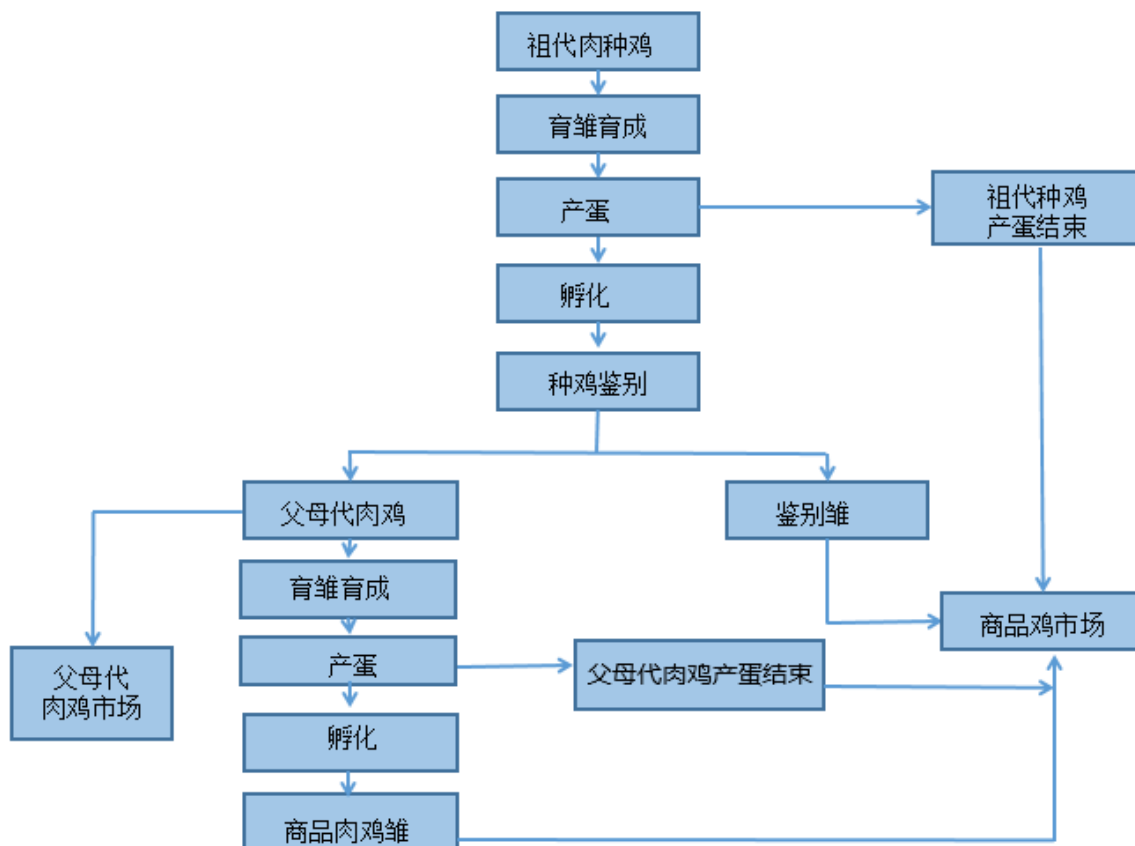 祖代肉种鸡
育雏育成
产蛋
祖代种鸡
产蛋结束
孵化
种鸡鉴别
父母代肉鸡
鉴别雏
育雏育成
商品鸡市场
产蛋
父母代肉鸡产蛋结束
父母代
肉鸡市场
孵化
商品肉鸡雏